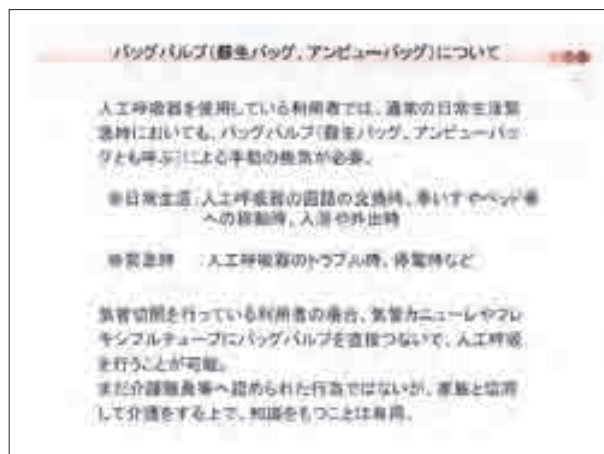 バッグバルブ（蘇生バッグ、アンビューバッグ）について
人工呼吸器を使用している利用者では、通常の日常生活緊
急時においても、バッグバルブ（蘇生バッグ、アンビューバッ
グとも呼ぶ）による手動の換気が必要。
※日常生活：人工呼吸器の回路の交換時、車いすやベッド等
への移動時、入浴や外出時
※緊急時　：人工呼吸器のトラブル時、停電時など
気管切開を行っている利用者の場合、気管カニューレやフレ
キシブルチューブにバッグバルブを直接つないで、人工呼吸
を行うことが可能。
まだ介護職員等へ認められた行為ではないが、家族と協働
して介護をする上で、知識をもつことは有用。